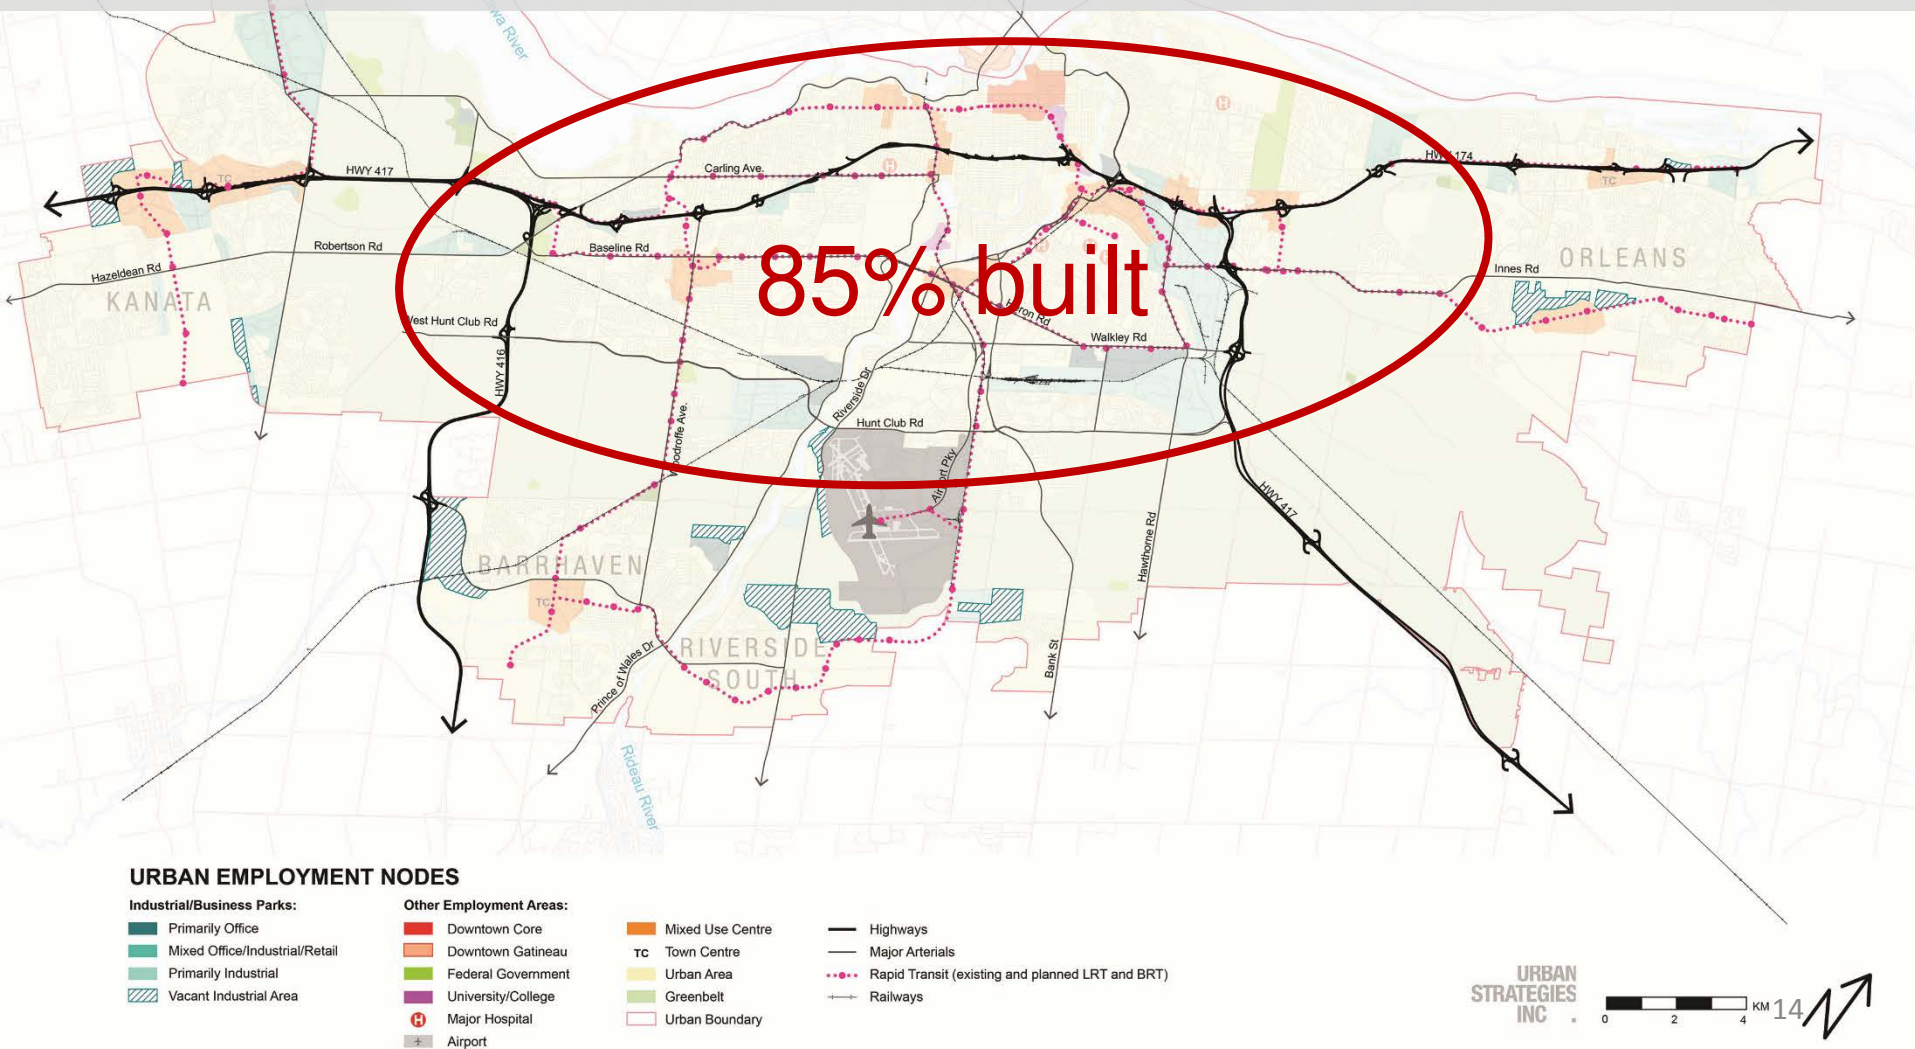 wa River
HWY 417
TC
Carling Ave.
H
H
HWY 174
TC
Robertson Rd
Hazeldean Rd
KANATA
Baseline Rd
85% built
H
H
H
ORLEANS
Innes Rd
West Hunt Club Rd
Heron Rd
Walkley Rd
HWY 416
Riverside Dr
Hunt Club Rd
Woodroffe Ave.
Airport Pky
HWY 417
Hawthorne Rd
BARRHAVEN
TC
RIVERSIDE
SOUTH
Prince of Wales Dr
Bank St
Rideau River
URBAN EMPLOYMENT NODES
Industrial/Business Parks:
Primarily Office
Mixed Office/Industrial/Retail
Primarily Industrial
Vacant Industrial Area
Other Employment Areas:
Downtown Core
Downtown Gatineau
Federal Government
University/College
H Major Hospital
Airport
Mixed Use Centre
TC Town Centre
Urban Area
Greenbelt
Urban Boundary
Highways
Major Arterials
Rapid Transit (existing and planned LRT and BRT)
Railways
URBAN
STRATEGIES
INC .
0 2 4 KM
14